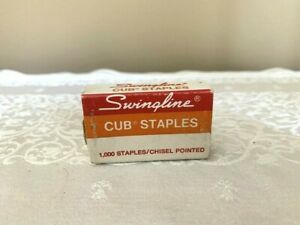 Swingline®
CUB® STAPLES
1,000 STAPLES/CHISEL POINTED